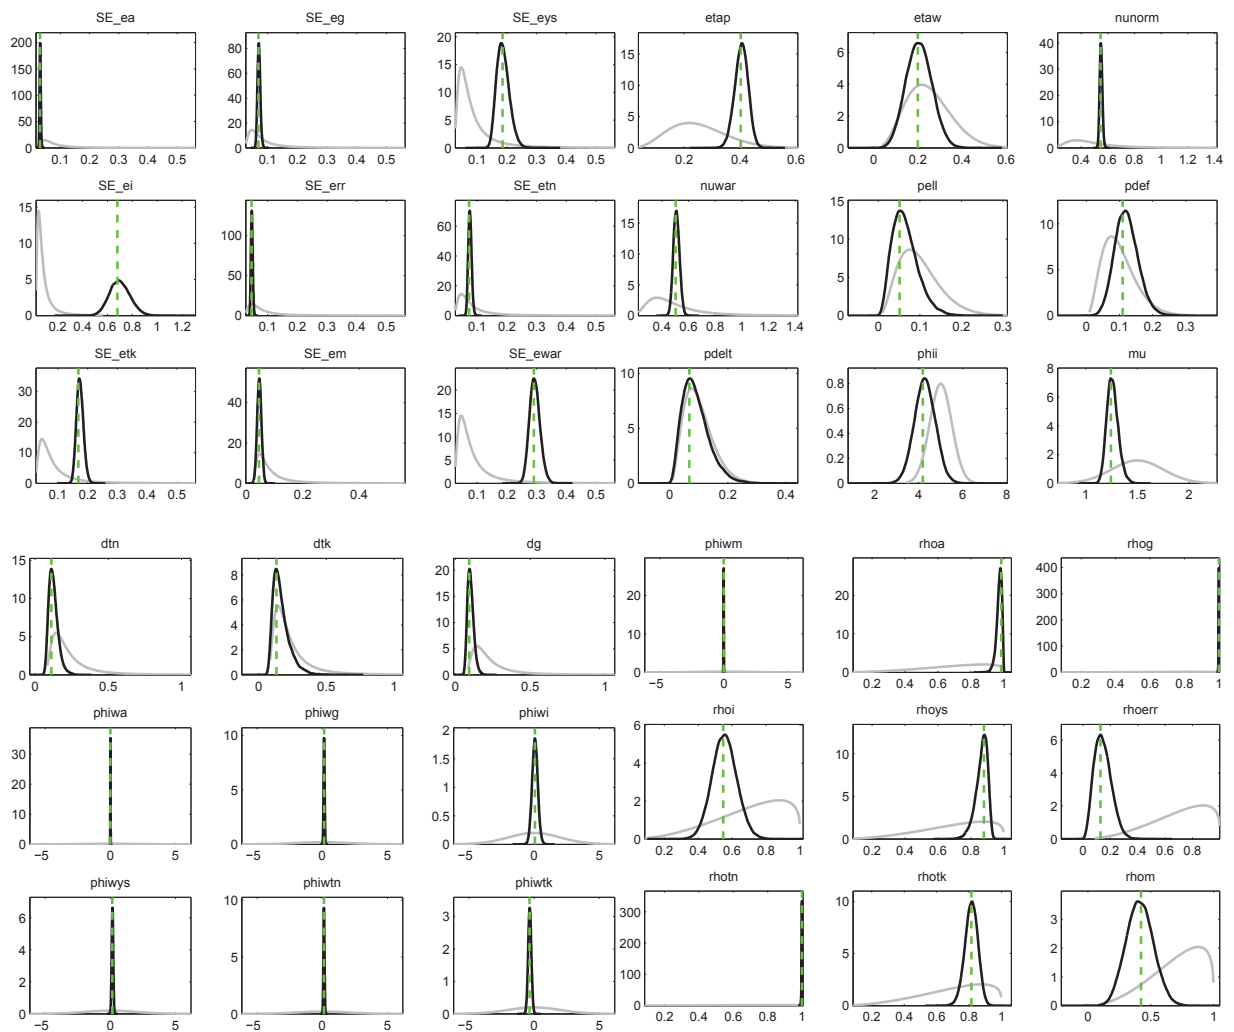 SE_ea SE_eg SE_eys etap etaw nunorm
200 150 100 50 0 0.1 0.2 0.3 0.4 0.5
80 60 40 20 0 0.1 0.2 0.3 0.4 0.5
20 15 10 5 0 0.1 0.2 0.3 0.4 0.5
15 10 5 0 0.2 0.4 0.6
6 4 2 0 0 0.2 0.4 0.6
40 30 20 10 0 0.4 0.6 0.8 1 1.2 1.4
SE_ei SE_err SE_etn nuwar pell pdef
15 10 5 0 0.2 0.4 0.6 0.8 1 1.2
100 50 0 0.1 0.2 0.3 0.4 0.5
60 40 20 0 0.1 0.2 0.3 0.4 0.5
15 10 5 0 0.4 0.6 0.8 1 1.2 1.4
15 10 5 0 0 0.1 0.2 0.3
10 5 0 0 0.1 0.2 0.3
SE_etk SE_em SE_ewar pdelt phii mu
30 20 10 0 0.1 0.2 0.3 0.4 0.5
40 20 0 0 0.2 0.4
15 10 5 0 0.1 0.2 0.3 0.4 0.5
10 5 0 0 0.2 0.4
0.8 0.6 0.4 0.2 0 2 4 6 8
8 6 4 2 0 1 1.5 2
dtn dtk dg phiwm rhoa rhog
15 10 5 0 0 0.5 1
8 6 4 2 0 0 0.5 1
20 15 10 5 0 0 0.5 1
20 10 0 −5 0 5
20 10 0 0.2 0.4 0.6 0.8 1
400 300 200 100 0 0.2 0.4 0.6 0.8 1
phiwa phiwg phiwi rhoi rhoys rhoerr
30 20 10 0 −5 0 5
10 5 0 −5 0 5
2 1.5 1 0.5 0 −5 0 5
6 4 2 0 0.2 0.4 0.6 0.8 1
10 5 0 0.2 0.4 0.6 0.8 1
6 4 2 0 0 0.2 0.4 0.6 0.8
phiwys phiwtn phiwtk rhotn rhotk rhom
6 4 2 0 −5 0 5
10 8 6 4 2 0 −5 0 5
3 2 1 0 −5 0 5
300 200 100 0 0.2 0.4 0.6 0.8 1
10 5 0 0.2 0.4 0.6 0.8 1
3 2 1 0 0 0.5 1